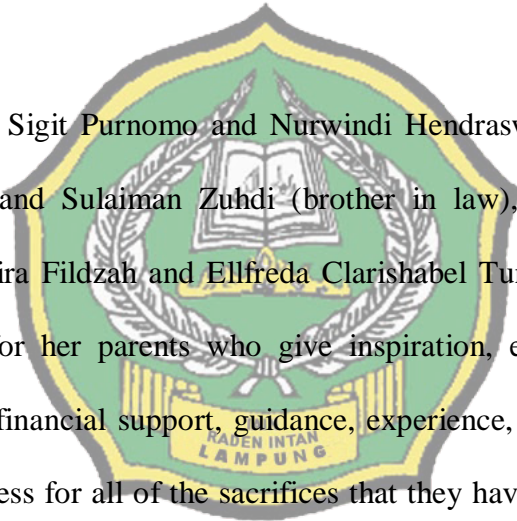 Sigit Purnomo and Nurwindi Hendrasw
and Sulaiman Zuhdi (brother in law),
ira Fildzah and Ellfreda Clarishabel Tu
for her parents who give inspiration, e
financial support, guidance, experience,
RADEN INTAN
LAMPUNG
ess for all of the sacrifices that they hav